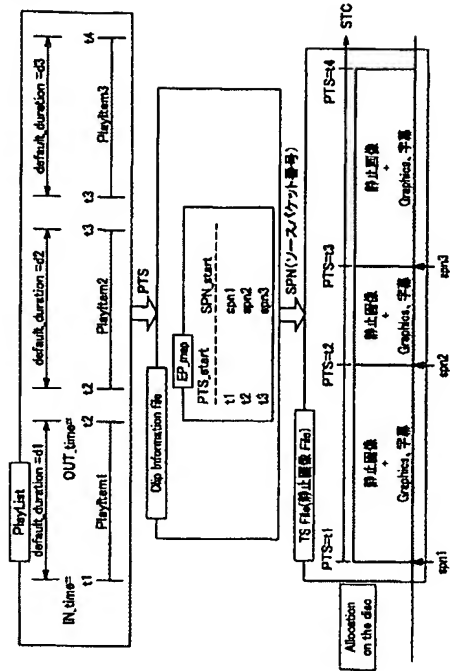 PlayList
default_duration =d1
default_duration =d2
default_duration =d3
IN_time=
OUT_time=
t1
t2
t2
t3
t3
t4
PlayItem1
PlayItem2
PlayItem3
PTS
Clip Information file
EP_map
PTS_start
SPN_start
t1
spn1
t2
spn2
t3
spn3
SPN(ソースパケット番号)
TS File(静止画像 File)
PTS=t1
PTS=t2
PTS=t3
PTS=t4
STC
静止画像
+
Graphics、字幕
静止画像
+
Graphics、字幕
静止画像
+
Graphics、字幕
Allocation
on the disc
spn1
spn2
spn3